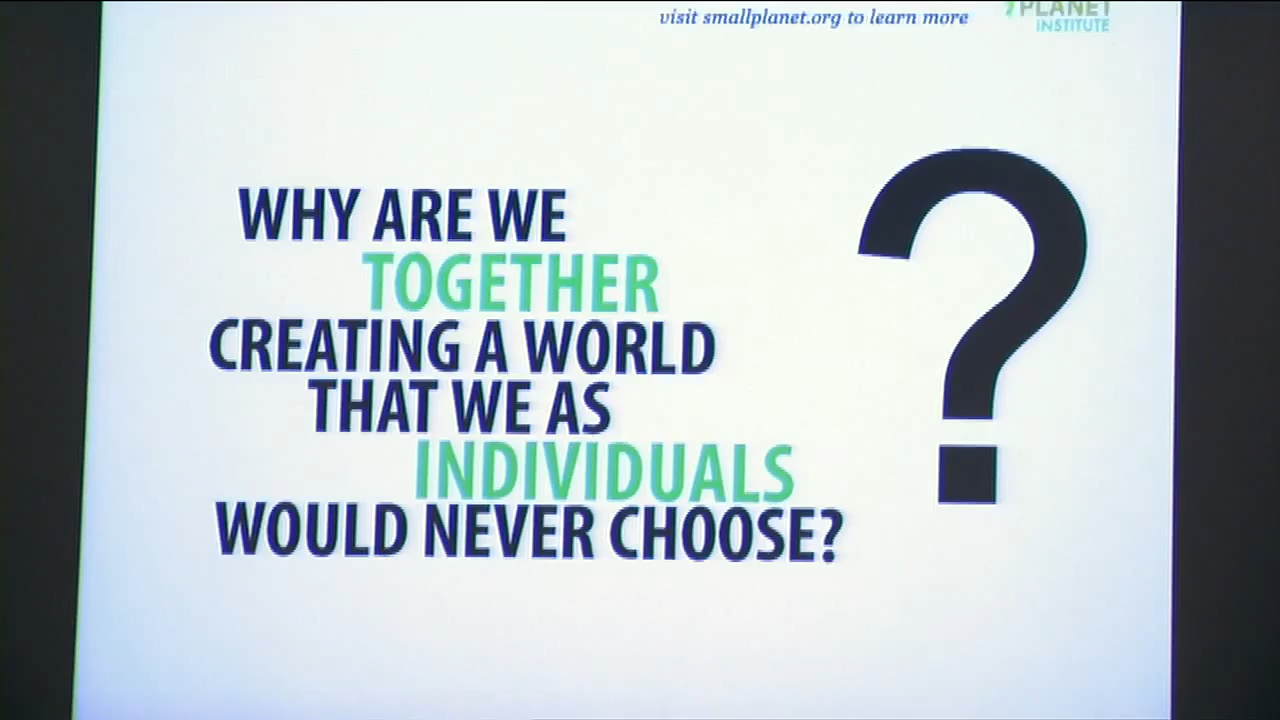 visit smallplanet.org to learn more
PLANET
INSTITUTE
WHY ARE WE
TOGETHER
CREATING A WORLD
THAT WE AS
INDIVIDUALS
WOULD NEVER CHOOSE?
?